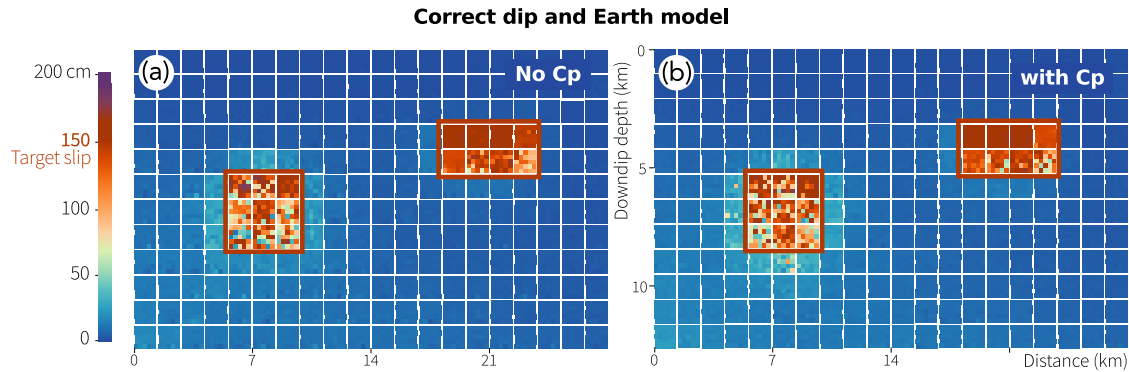 Correct dip and Earth model
200 cm
150
Target slip
100
50
0
(a)
No Cp
0
7
14
21
(b)
with Cp
Downdip depth (km)
0
5
10
0
7
14
Distance (km)